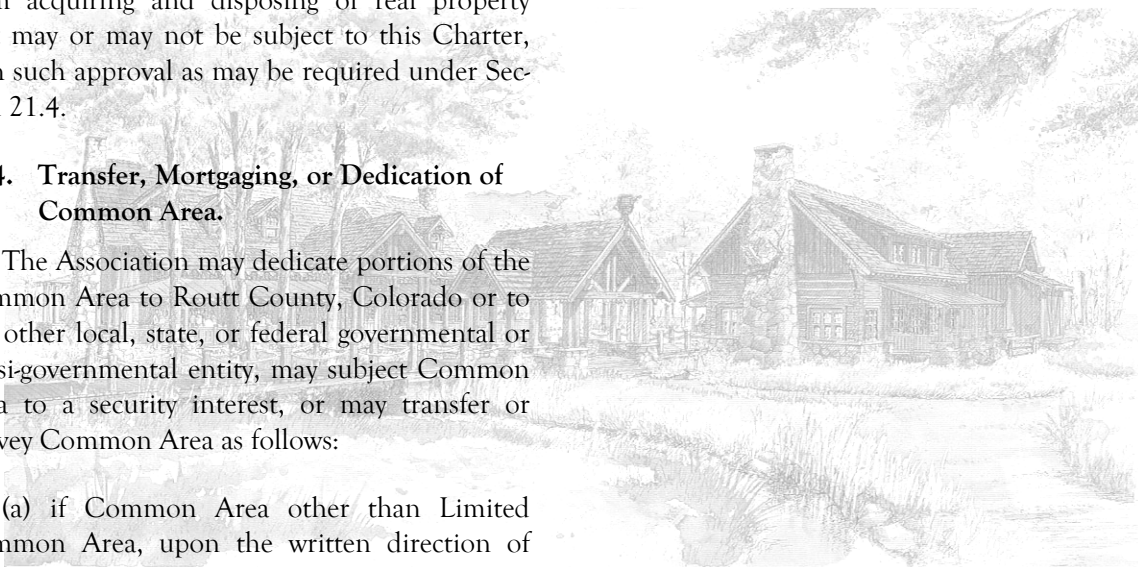 acquiring and disposing of real property
may or may not be subject to this Charter,
such approval as may be required under Sec-
21.4.
Transfer, Mortgaging, or Dedication of
Common Area.
The Association may dedicate portions of the
mmon Area to Routt County, Colorado or to
other local, state, or federal governmental or
si-governmental entity, may subject Common
a to a security interest, or may transfer or
vey Common Area as follows:
(a) if Common Area other than Limited
mmon Area, upon the written direction of